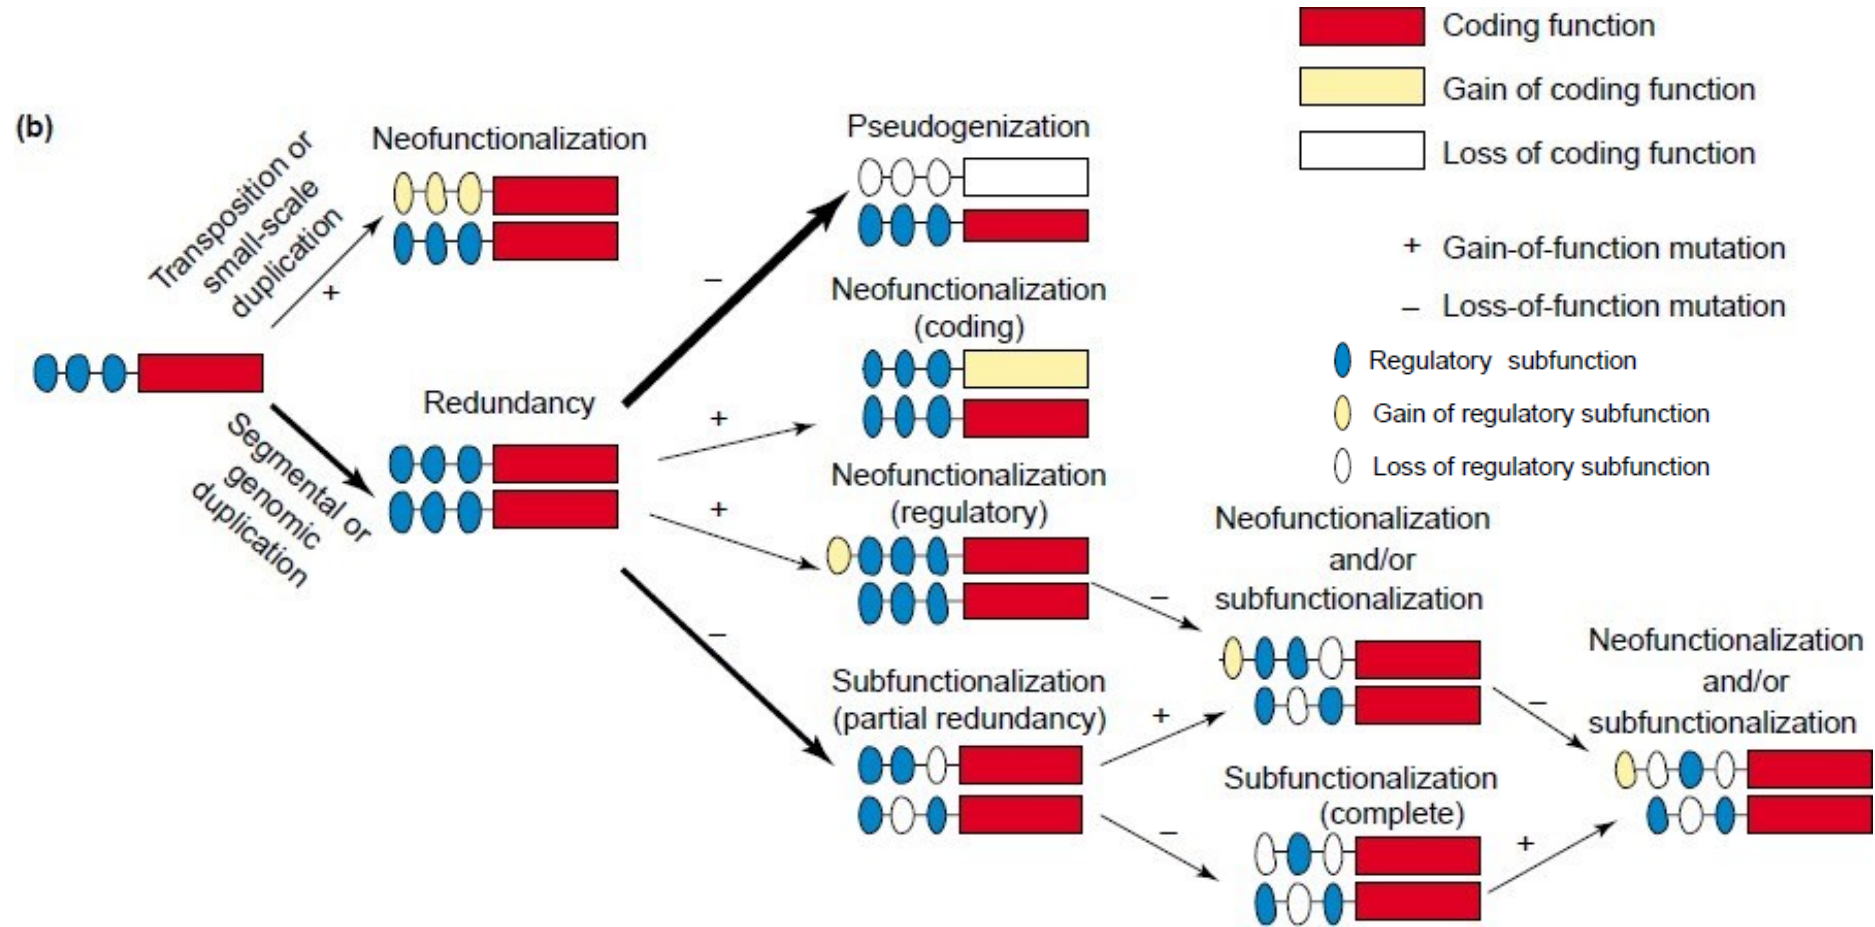 (b)
Transposition or
small-scale
duplication
+
Neofunctionalization
Segmental or
genomic
duplication
Redundancy
–
Pseudogenization
+
Neofunctionalization
(coding)
+
Neofunctionalization
(regulatory)
–
Subfunctionalization
(partial redundancy)
–
+
Neofunctionalization
and/or
subfunctionalization
–
Subfunctionalization
(complete)
–
+
Neofunctionalization
and/or
subfunctionalization
Coding function
Gain of coding function
Loss of coding function
+ Gain-of-function mutation
– Loss-of-function mutation
Regulatory subfunction
Gain of regulatory subfunction
Loss of regulatory subfunction